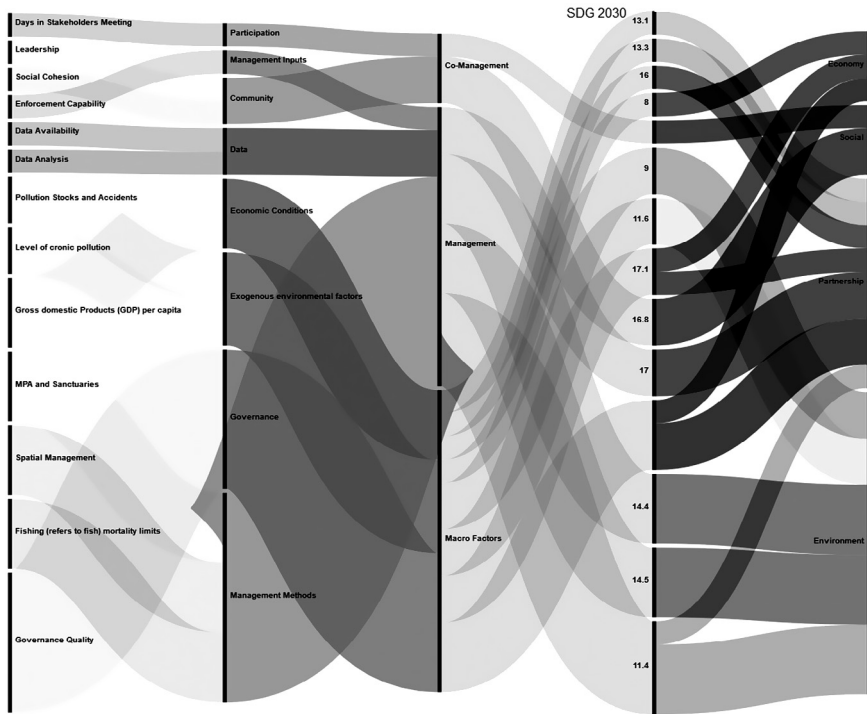 SDG 2030
Days in Stakeholders Meeting
Leadership
Social Cohesion
Enforcement Capability
Data Availability
Data Analysis
Pollution Stocks and Accidents
Level of cronic pollution
Gross domestic Products (GDP) per capita
MPA and Sanctuaries
Spatial Management
Fishing (refers to fish) mortality limits
Governance Quality
Participation
Management Inputs
Community
Data
Economic Conditions
Exogenous environmental factors
Governance
Management Methods
Co-Management
Management
Macro Factors
13.1
13.3
16
8
9
11.6
17.1
16.8
17
14.4
14.5
11.4
Economy
Social
Partnership
Environment